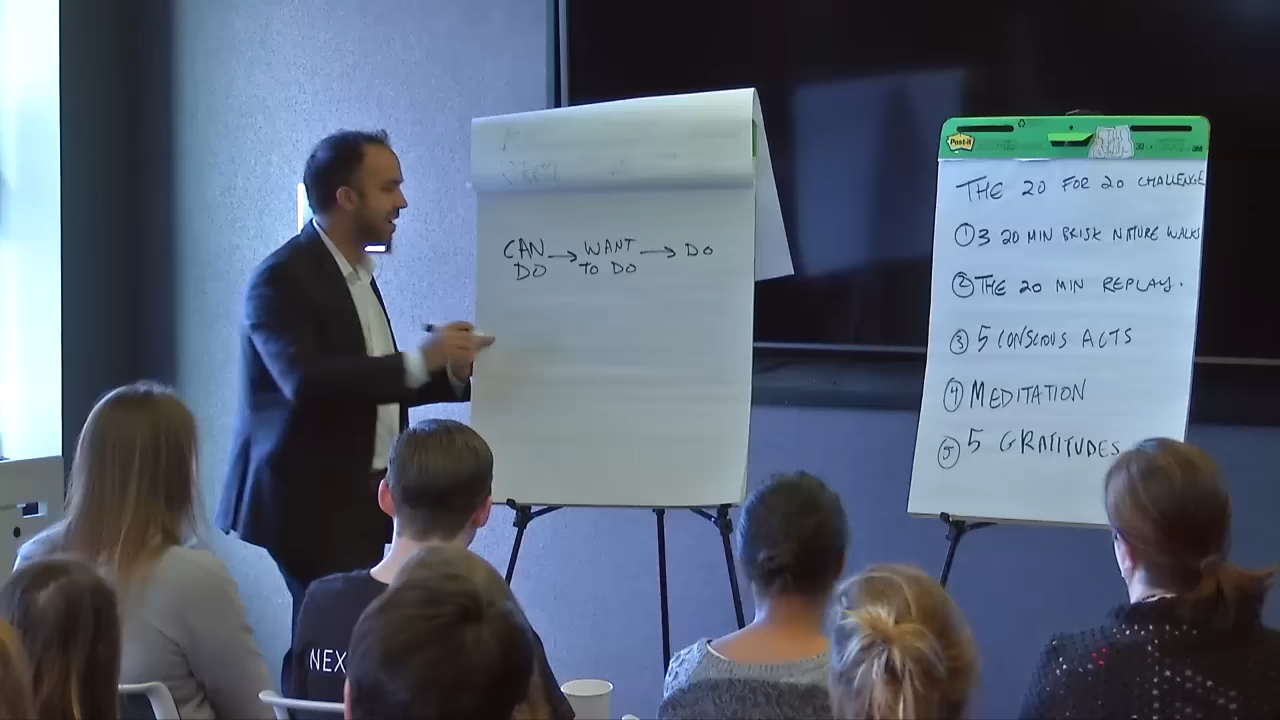 CAN → WANT → DO
DO TO DO
Post-it
THE 20 FOR 20 CHALLENGE
① 3 20 MIN BRISK NATURE WALKS
② THE 20 MIN REPLAY.
③ 5 CONSCIOUS ACTS
④ MEDITATION
⑤ 5 GRATITUDES
NEX